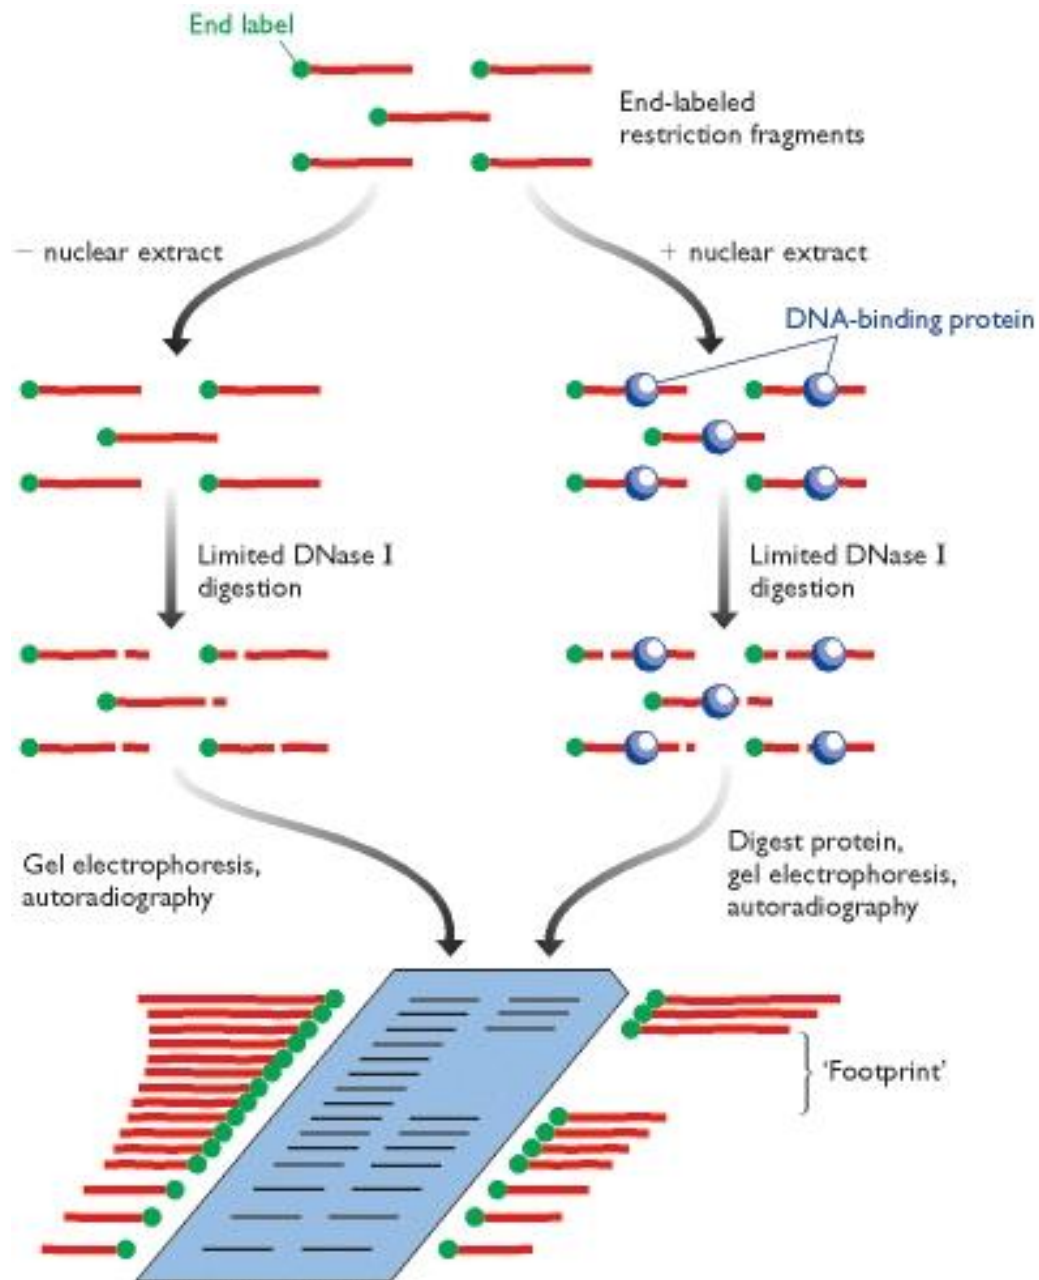 End label
End-labeled
restriction fragments
− nuclear extract
+ nuclear extract
DNA-binding protein
Limited DNase I
digestion
Limited DNase I
digestion
Gel electrophoresis,
autoradiography
Digest protein,
gel electrophoresis,
autoradiography
'Footprint'